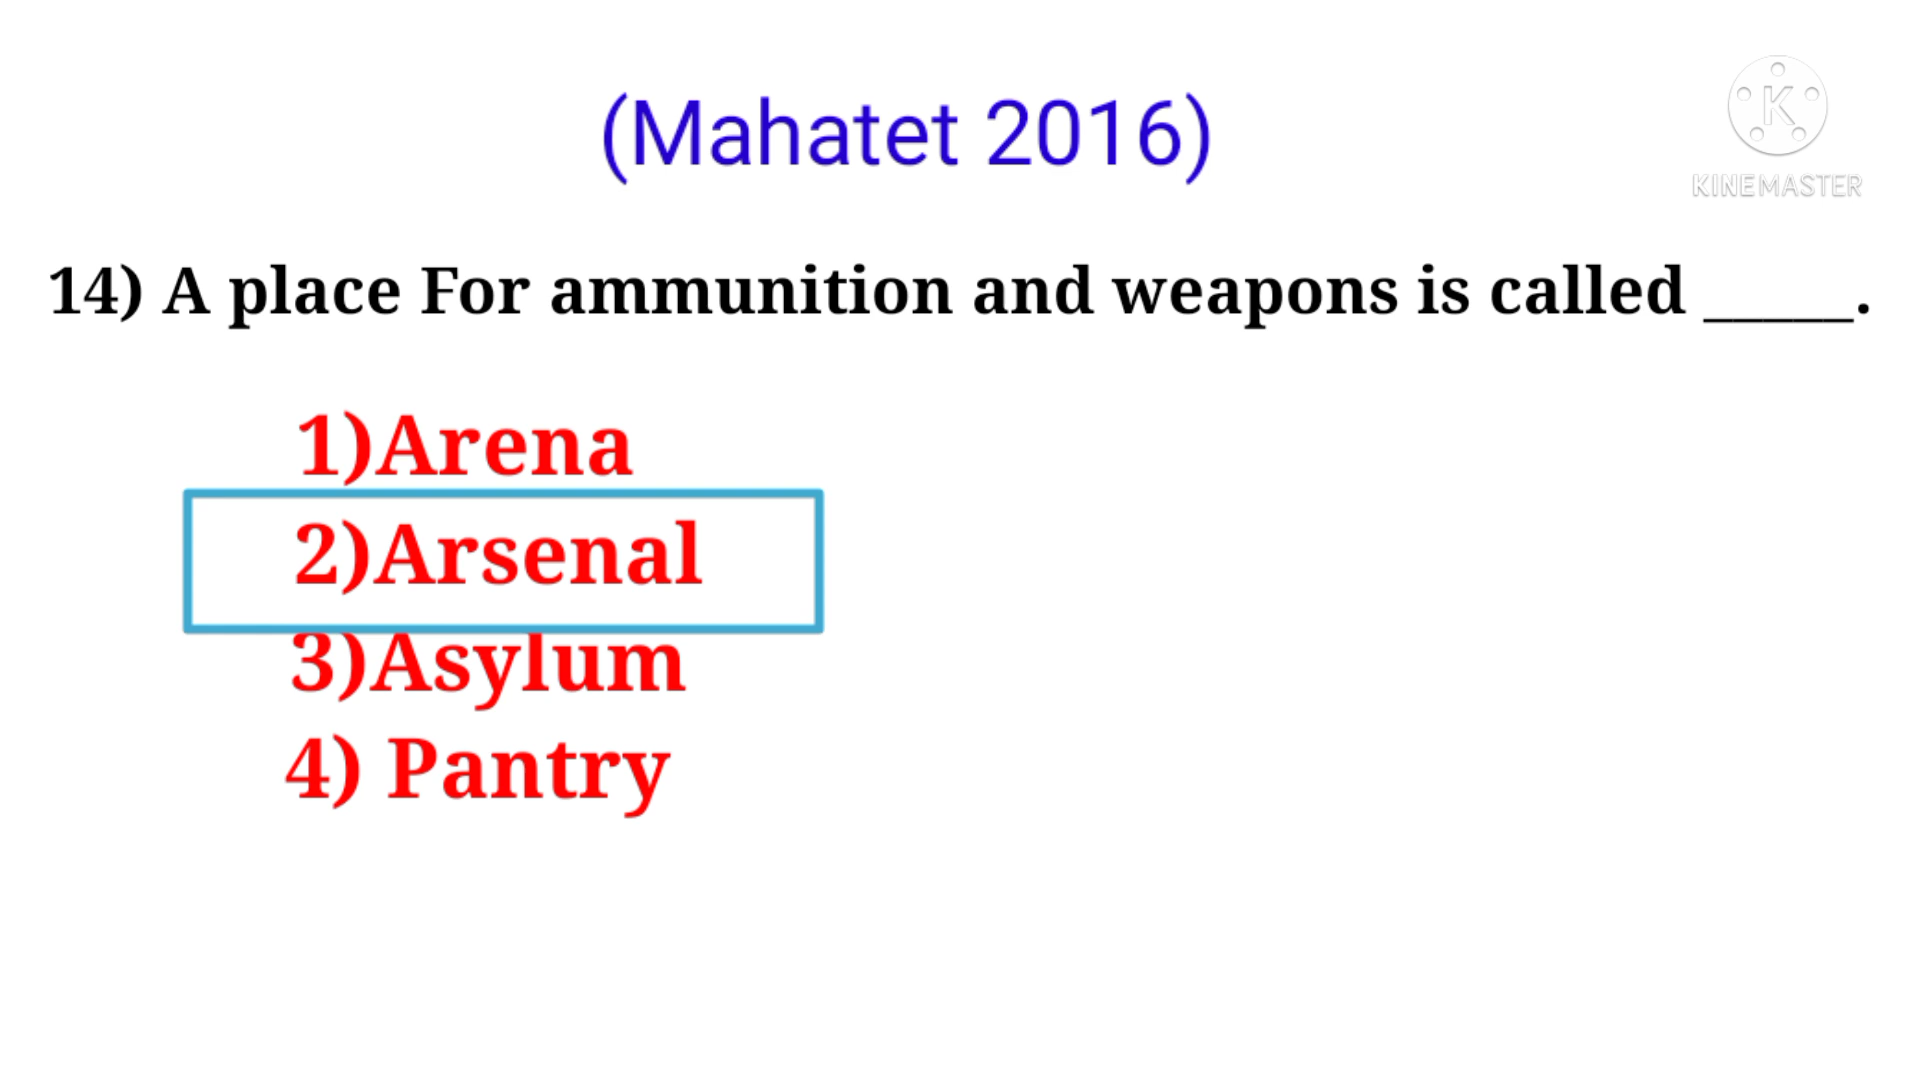 (Mahatet 2016)
K
KINEMASTER
14) A place For ammunition and weapons is called _____.
1)Arena
2)Arsenal
3)Asylum
4) Pantry